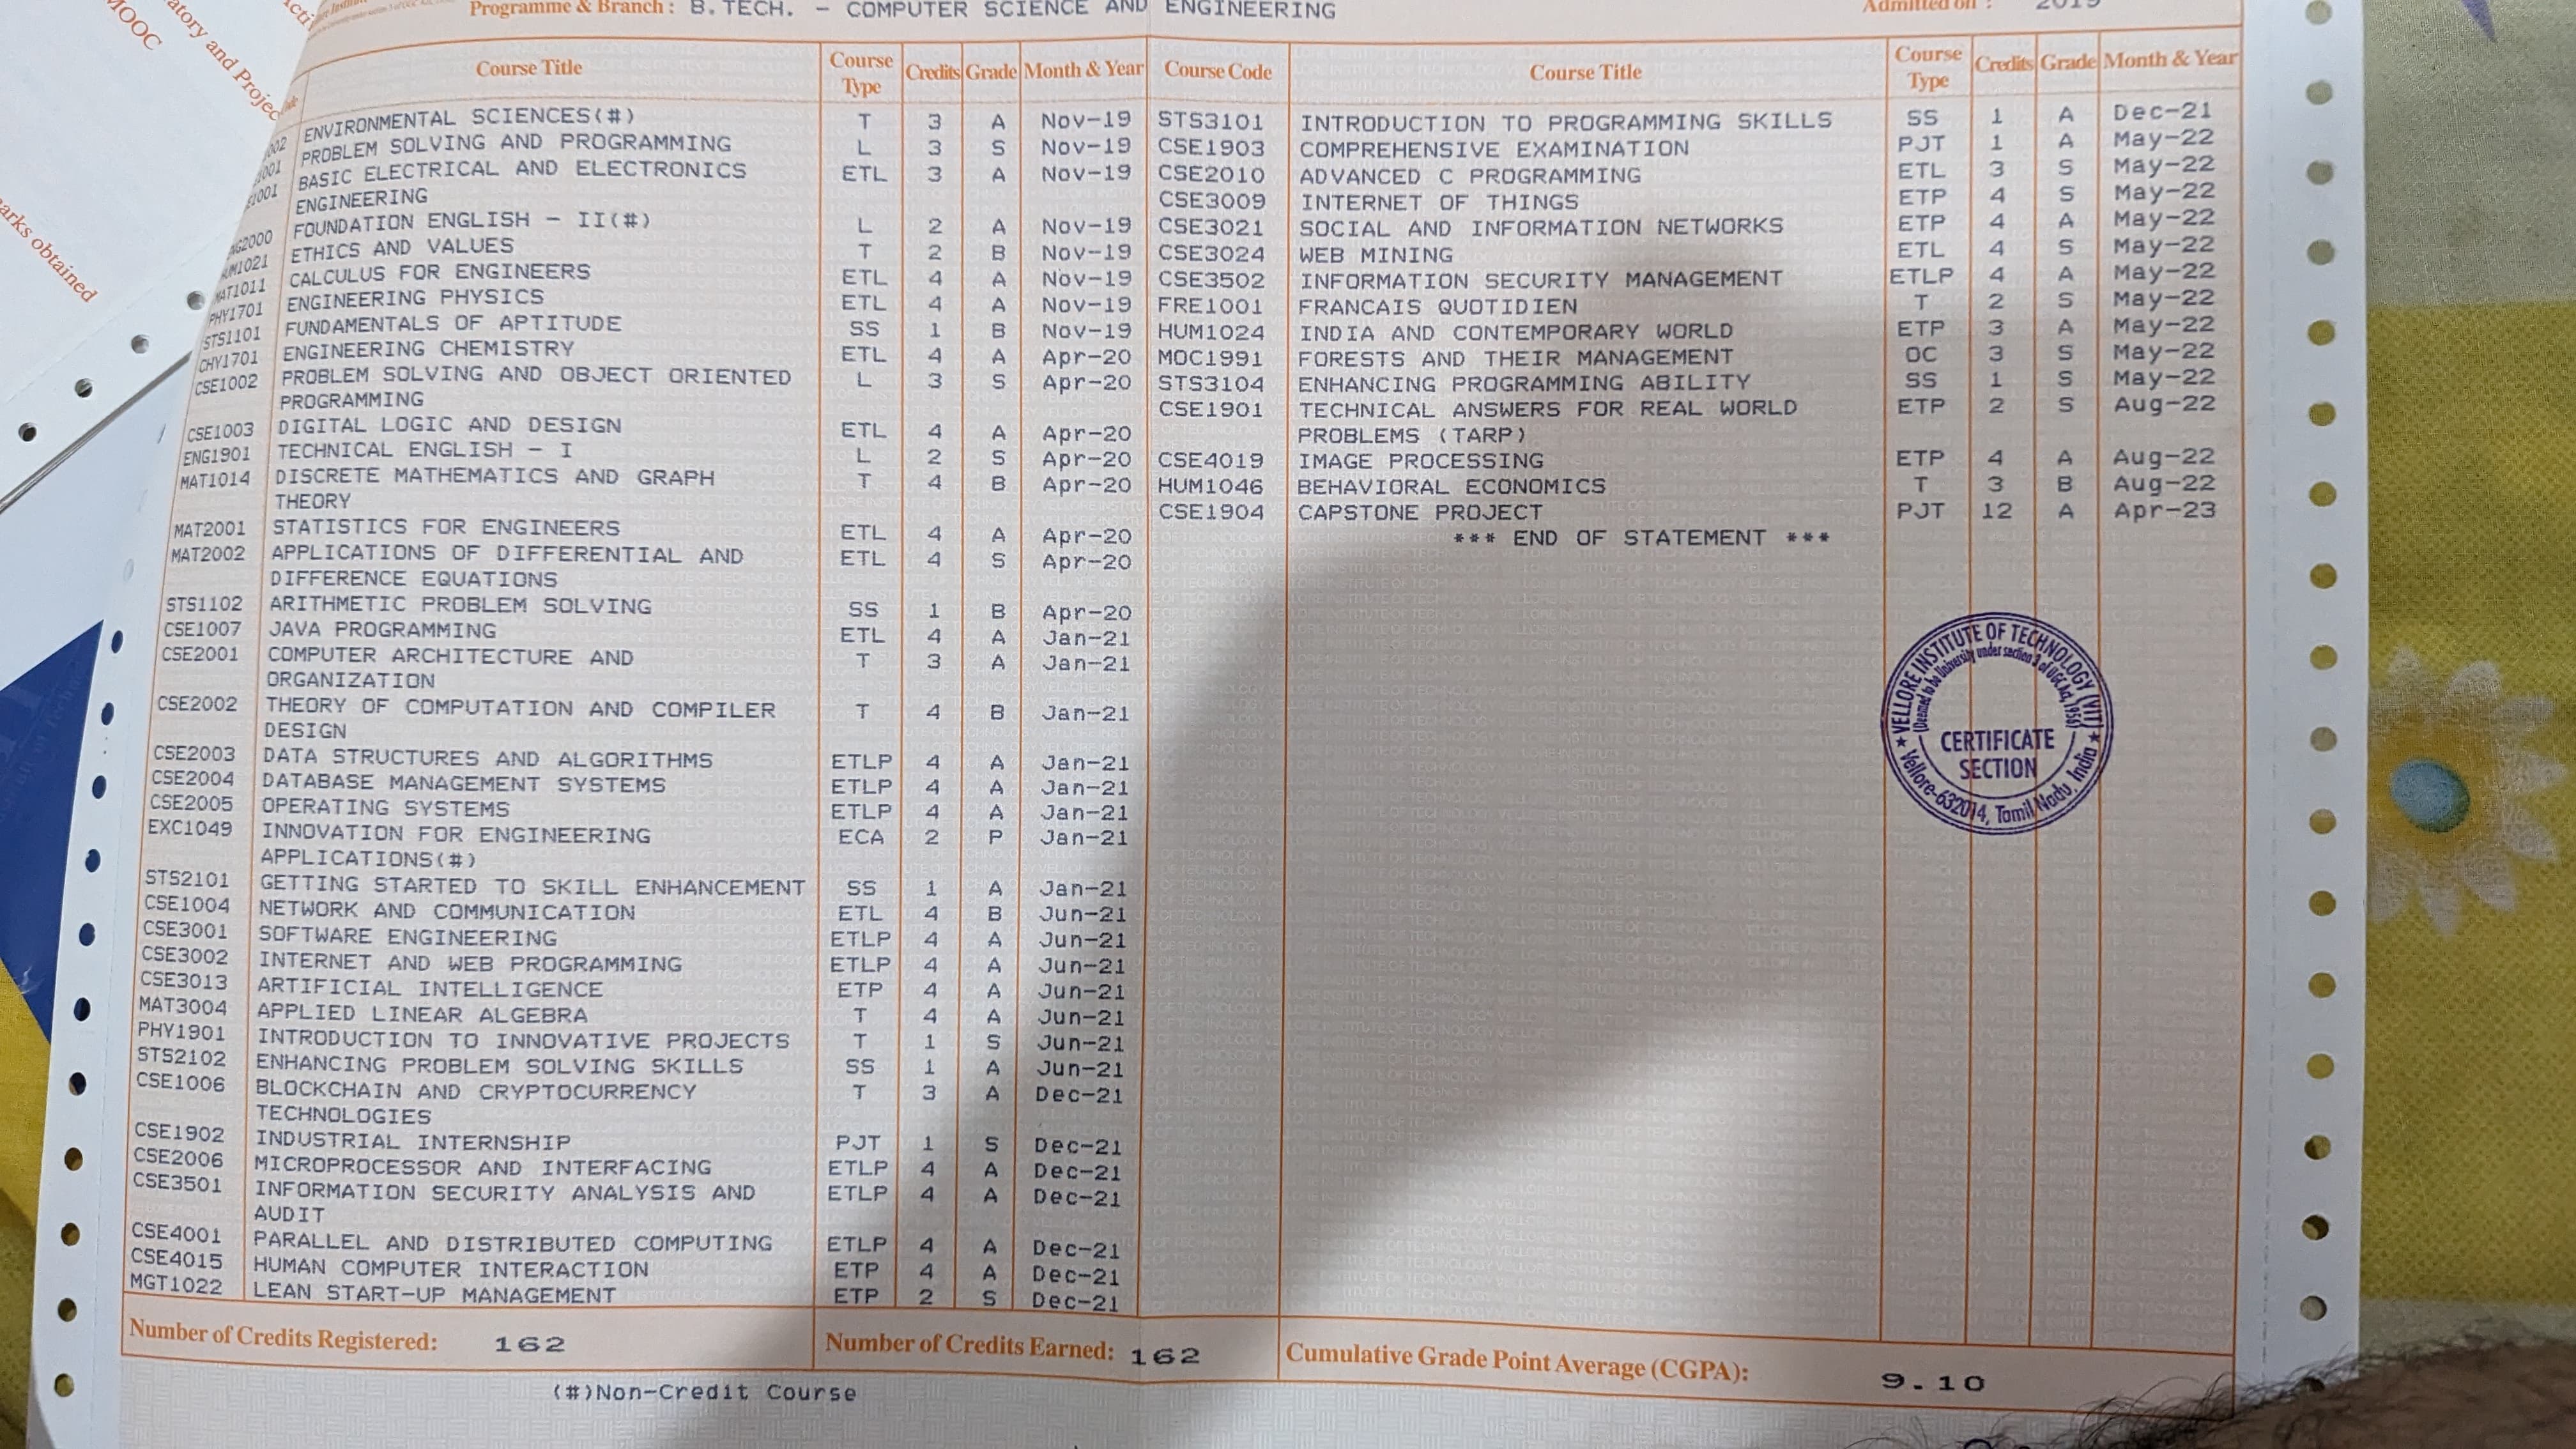 MOOC
atory and Projec
arks obtained
Programme & Branch : B.TECH. - COMPUTER SCIENCE AND ENGINEERING
Admitted on : 2019
Course Title Course Type Credits Grade Month & Year Course Code Course Title Course Type Credits Grade Month & Year
ENVIRONMENTAL SCIENCES(#) T 3 A Nov-19
002 PROBLEM SOLVING AND PROGRAMMING L 3 S Nov-19
1001 BASIC ELECTRICAL AND ELECTRONICS ETL 3 A Nov-19
E1001 ENGINEERING
FOUNDATION ENGLISH - II(#) L 2 A Nov-19
NG2000 ETHICS AND VALUES T 2 B Nov-19
UM1021 CALCULUS FOR ENGINEERS ETL 4 A Nov-19
MAT1011 ENGINEERING PHYSICS ETL 4 A Nov-19
PHY1701 FUNDAMENTALS OF APTITUDE SS 1 B Nov-19
STS1101 ENGINEERING CHEMISTRY ETL 4 A Apr-20
CHY1701 PROBLEM SOLVING AND OBJECT ORIENTED L 3 S Apr-20
CSE1002 PROGRAMMING
CSE1003 DIGITAL LOGIC AND DESIGN ETL 4 A Apr-20
ENG1901 TECHNICAL ENGLISH - I L 2 S Apr-20
MAT1014 DISCRETE MATHEMATICS AND GRAPH T 4 B Apr-20
THEORY
MAT2001 STATISTICS FOR ENGINEERS ETL 4 A Apr-20
MAT2002 APPLICATIONS OF DIFFERENTIAL AND ETL 4 S Apr-20
DIFFERENCE EQUATIONS
STS1102 ARITHMETIC PROBLEM SOLVING SS 1 B Apr-20
CSE1007 JAVA PROGRAMMING ETL 4 A Jan-21
CSE2001 COMPUTER ARCHITECTURE AND T 3 A Jan-21
ORGANIZATION
CSE2002 THEORY OF COMPUTATION AND COMPILER T 4 B Jan-21
DESIGN
CSE2003 DATA STRUCTURES AND ALGORITHMS ETLP 4 A Jan-21
CSE2004 DATABASE MANAGEMENT SYSTEMS ETLP 4 A Jan-21
CSE2005 OPERATING SYSTEMS ETLP 4 A Jan-21
EXC1049 INNOVATION FOR ENGINEERING ECA 2 P Jan-21
APPLICATIONS(#)
STS2101 GETTING STARTED TO SKILL ENHANCEMENT SS 1 A Jan-21
CSE1004 NETWORK AND COMMUNICATION ETL 4 B Jun-21
CSE3001 SOFTWARE ENGINEERING ETLP 4 A Jun-21
CSE3002 INTERNET AND WEB PROGRAMMING ETLP 4 A Jun-21
CSE3013 ARTIFICIAL INTELLIGENCE ETP 4 A Jun-21
MAT3004 APPLIED LINEAR ALGEBRA T 4 A Jun-21
PHY1901 INTRODUCTION TO INNOVATIVE PROJECTS T 1 S Jun-21
STS2102 ENHANCING PROBLEM SOLVING SKILLS SS 1 A Jun-21
CSE1006 BLOCKCHAIN AND CRYPTOCURRENCY T 3 A Dec-21
TECHNOLOGIES
CSE1902 INDUSTRIAL INTERNSHIP PJT 1 S Dec-21
CSE2006 MICROPROCESSOR AND INTERFACING ETLP 4 A Dec-21
CSE3501 INFORMATION SECURITY ANALYSIS AND ETLP 4 A Dec-21
AUDIT
CSE4001 PARALLEL AND DISTRIBUTED COMPUTING ETLP 4 A Dec-21
CSE4015 HUMAN COMPUTER INTERACTION ETP 4 A Dec-21
MGT1022 LEAN START-UP MANAGEMENT ETP 2 S Dec-21
STS3101 INTRODUCTION TO PROGRAMMING SKILLS SS 1 A Dec-21
CSE1903 COMPREHENSIVE EXAMINATION PJT 1 A May-22
CSE2010 ADVANCED C PROGRAMMING ETL 3 S May-22
CSE3009 INTERNET OF THINGS ETP 4 S May-22
CSE3021 SOCIAL AND INFORMATION NETWORKS ETP 4 A May-22
CSE3024 WEB MINING ETL 4 S May-22
CSE3502 INFORMATION SECURITY MANAGEMENT ETLP 4 A May-22
FRE1001 FRANCAIS QUOTIDIEN T 2 S May-22
HUM1024 INDIA AND CONTEMPORARY WORLD ETP 3 A May-22
MOC1991 FORESTS AND THEIR MANAGEMENT OC 3 S May-22
STS3104 ENHANCING PROGRAMMING ABILITY SS 1 S May-22
CSE1901 TECHNICAL ANSWERS FOR REAL WORLD ETP 2 S Aug-22
PROBLEMS (TARP)
CSE4019 IMAGE PROCESSING ETP 4 A Aug-22
HUM1046 BEHAVIORAL ECONOMICS T 3 B Aug-22
CSE1904 CAPSTONE PROJECT PJT 12 A Apr-23
*** END OF STATEMENT ***
★ VELLORE INSTITUTE OF TECHNOLOGY (VIT) ★
(Deemed to be University under section 3 of UGC Act, 1956)
CERTIFICATE
SECTION
Vellore-632014, Tamil Nadu, India
Number of Credits Registered: 162 Number of Credits Earned: 162 Cumulative Grade Point Average (CGPA): 9.10
(#)Non-Credit Course